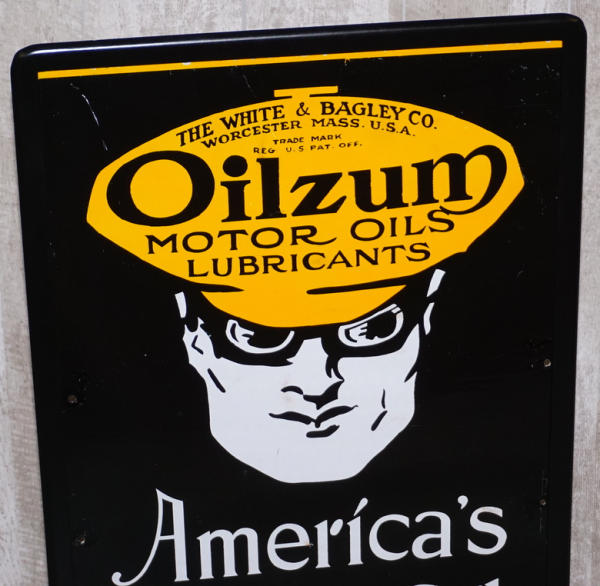 THE WHITE & BAGLEY CO.
WORCESTER MASS. U.S.A.
TRADE MARK
REG. U.S PAT. OFF.
Oilzum
MOTOR OILS
LUBRICANTS
America's